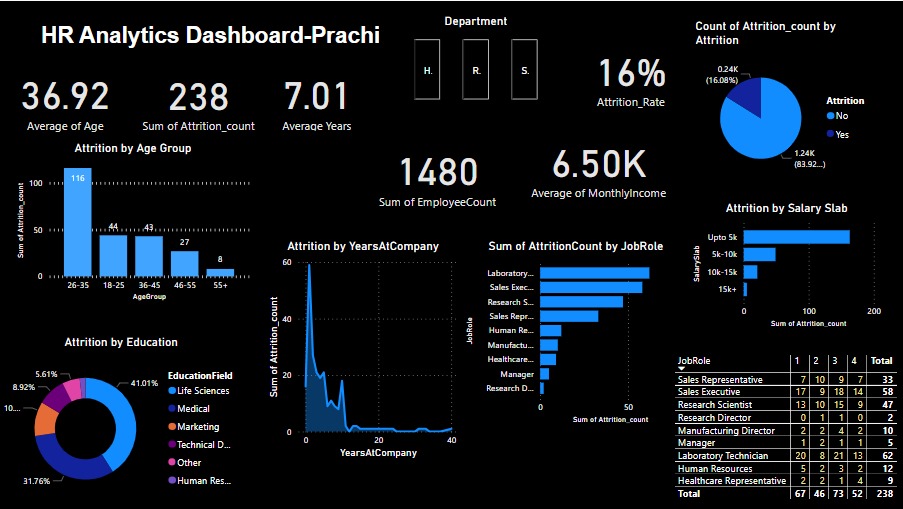 HR Analytics Dashboard-Prachi
Department
H.
R.
S.
36.92
Average of Age
238
Sum of Attrition_count
7.01
Average Years
16%
Attrition_Rate
1480
Sum of EmployeeCount
6.50K
Average of MonthlyIncome
Count of Attrition_count by
Attrition
0.24K
(16.08%)
1.24K
(83.92...)
Attrition
No
Yes
Attrition by Age Group
Sum of Attrition_count
100
50
0
116
44
43
27
8
26-35 18-25 36-45 46-55 55+
AgeGroup
Attrition by YearsAtCompany
Sum of Attrition_count
60
40
20
0
0 20 40
YearsAtCompany
Sum of AttritionCount by JobRole
JobRole
Laboratory...
Sales Exec...
Research S...
Sales Repr...
Human Re...
Manufactu...
Healthcare...
Manager
Research D...
0 50
Sum of Attrition_count
Attrition by Salary Slab
SalarySlab
Upto 5k
5k-10k
10k-15k
15k+
0 100 200
Sum of Attrition_count
Attrition by Education
5.61%
8.92%
10...
31.76%
41.01%
EducationField
Life Sciences
Medical
Marketing
Technical D...
Other
Human Res...
JobRole 1 2 3 4 Total
Sales Representative 7 10 9 7 33
Sales Executive 17 9 18 14 58
Research Scientist 13 10 15 9 47
Research Director 0 1 1 0 2
Manufacturing Director 2 2 4 2 10
Manager 1 2 1 1 5
Laboratory Technician 20 8 21 13 62
Human Resources 5 2 3 2 12
Healthcare Representative 2 2 1 4 9
Total 67 46 73 52 238